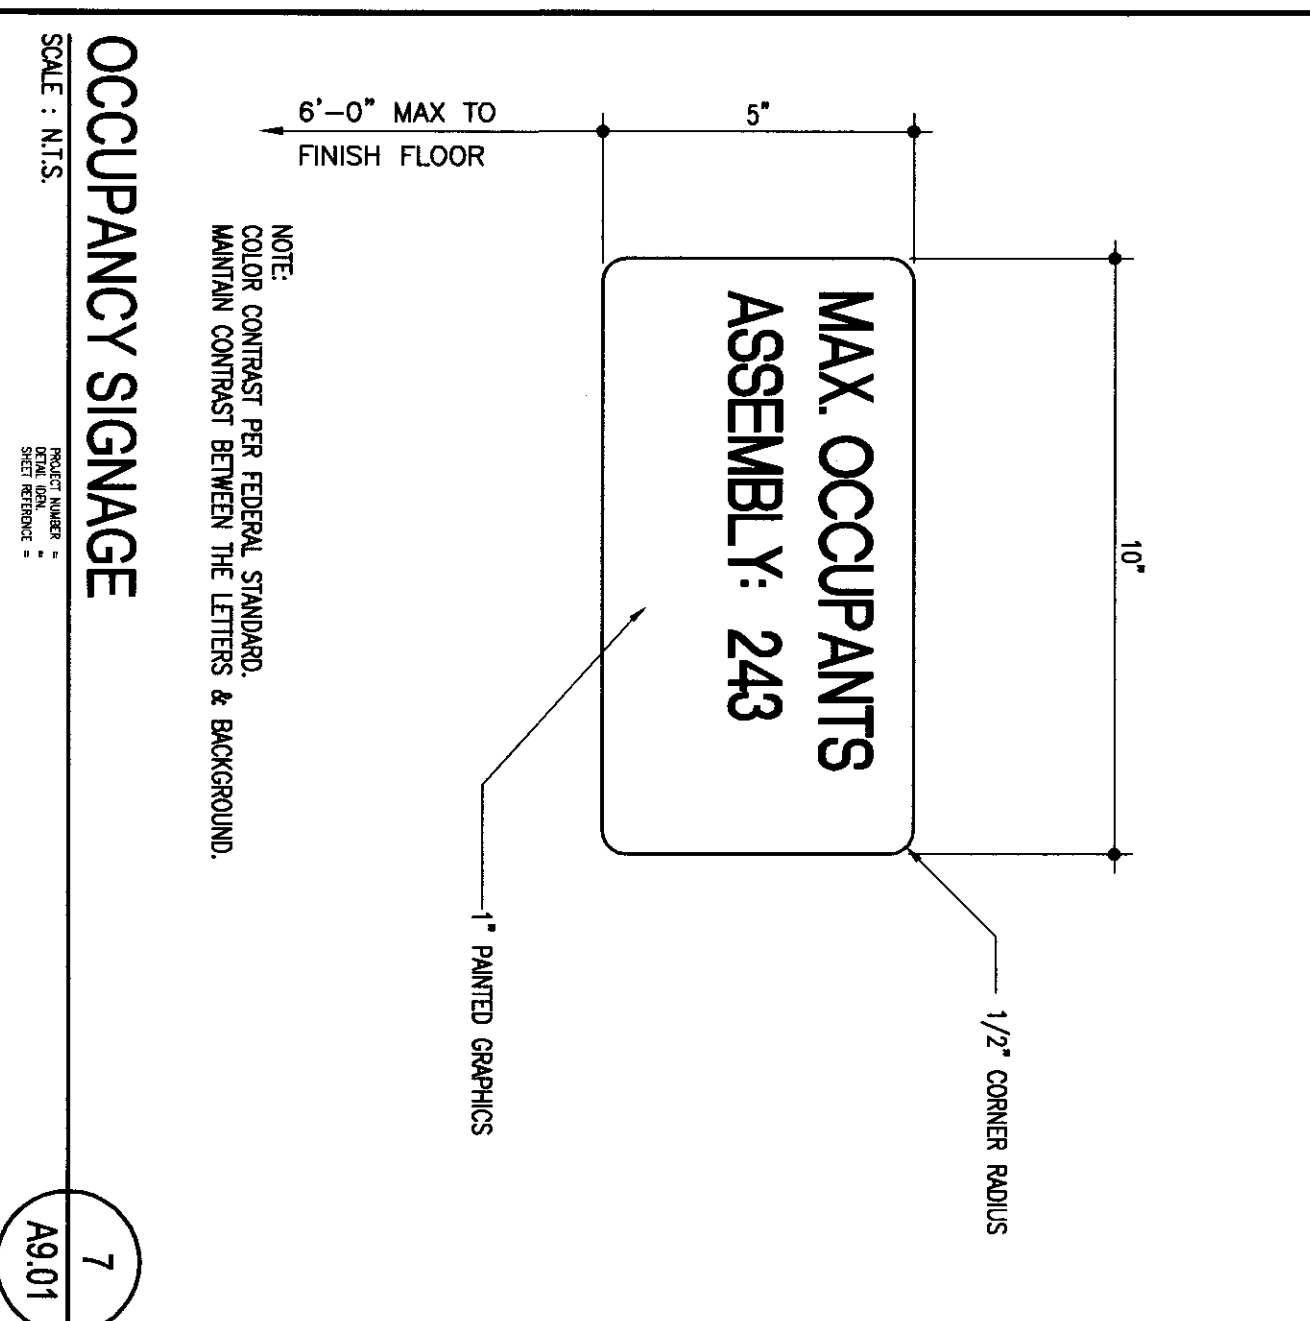 10"
5"
6'-0" MAX TO
FINISH FLOOR
MAX. OCCUPANTS
ASSEMBLY: 243
1/2" CORNER RADIUS
1" PAINTED GRAPHICS
NOTE:
COLOR CONTRAST PER FEDERAL STANDARD.
MAINTAIN CONTRAST BETWEEN THE LETTERS & BACKGROUND.
OCCUPANCY SIGNAGE
SCALE : N.T.S.
PROJECT NUMBER =
DETAIL IDEN. =
SHEET REFERENCE =
7
A9.01